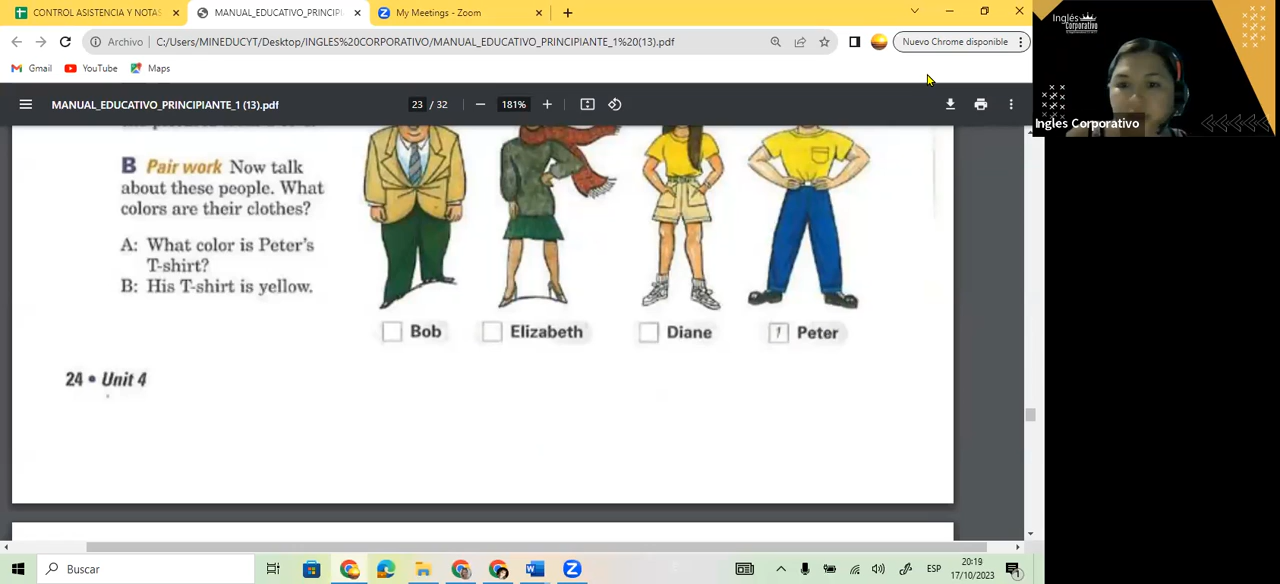 CONTROL ASISTENCIA Y NOTAS
MANUAL_EDUCATIVO_PRINCIPI
My Meetings - Zoom
Archivo
C:/Users/MINEDUCYT/Desktop/INGLES%20CORPORATIVO/MANUAL_EDUCATIVO_PRINCIPIANTE_1%20(13).pdf
Nuevo Chrome disponible
Gmail
YouTube
Maps
MANUAL_EDUCATIVO_PRINCIPIANTE_1 (13).pdf
23 / 32
181%
B Pair work Now talk
about these people. What
colors are their clothes?
A: What color is Peter's
T-shirt?
B: His T-shirt is yellow.
Bob
Elizabeth
Diane
1 Peter
24 • Unit 4
Inglés
Corporativo
Ingles Corporativo
Buscar
ESP
20:19
17/10/2023